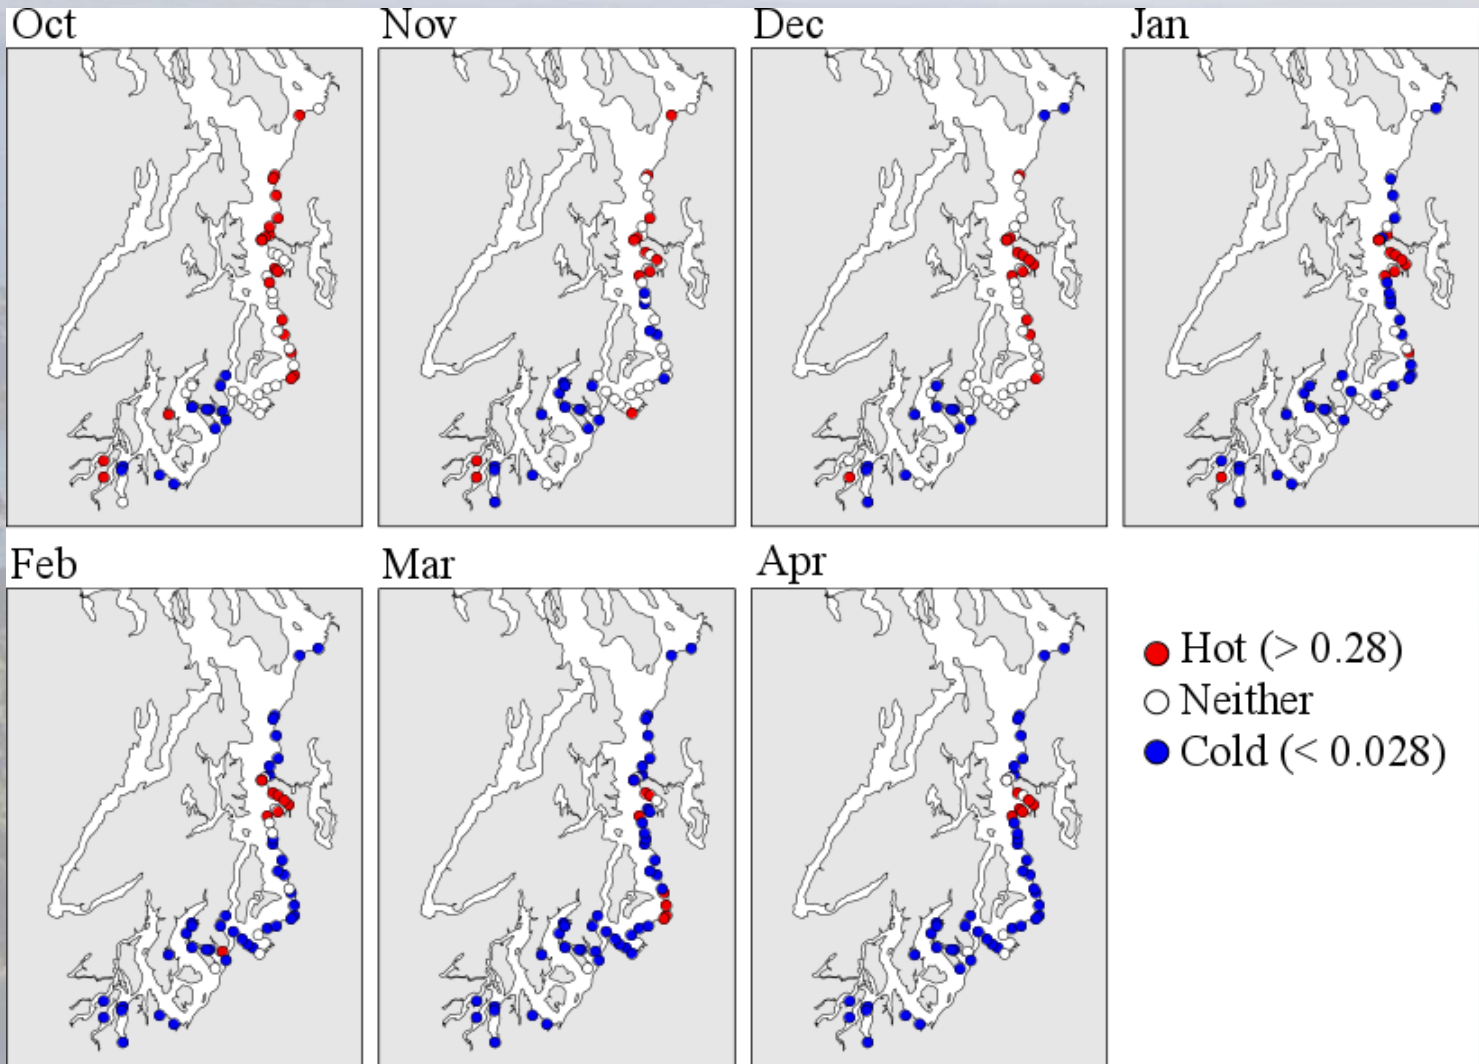 Oct
Nov
Dec
Jan
Feb
Mar
Apr
Hot (> 0.28)
Neither
Cold (< 0.028)